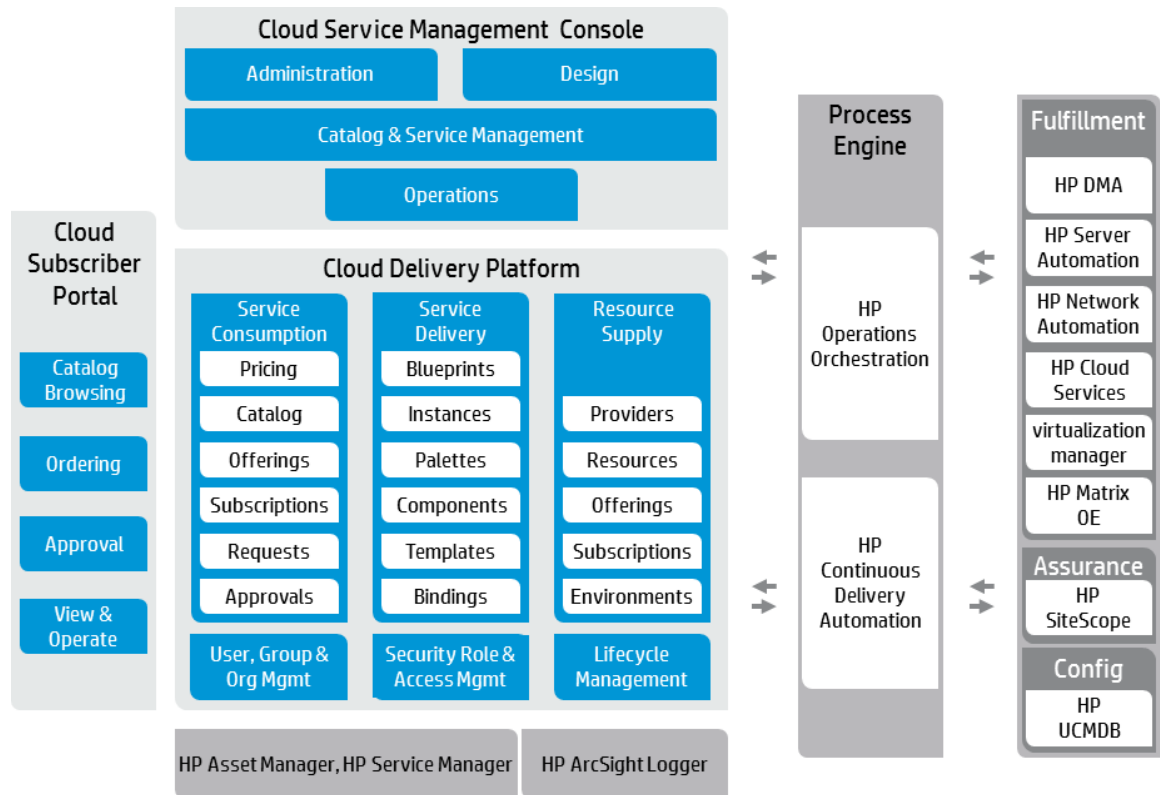 Cloud Service Management Console
Administration
Design
Catalog & Service Management
Operations
Cloud
Subscriber
Portal
Catalog
Browsing
Ordering
Approval
View &
Operate
Cloud Delivery Platform
Service
Consumption
Pricing
Catalog
Offerings
Subscriptions
Requests
Approvals
Service
Delivery
Blueprints
Instances
Palettes
Components
Templates
Bindings
Resource
Supply
Providers
Resources
Offerings
Subscriptions
Environments
User, Group &
Org Mgmt
Security Role &
Access Mgmt
Lifecycle
Management
HP Asset Manager, HP Service Manager
HP ArcSight Logger
Process
Engine
HP
Operations
Orchestration
HP
Continuous
Delivery
Automation
Fulfillment
HP DMA
HP Server
Automation
HP Network
Automation
HP Cloud
Services
virtualization
manager
HP Matrix
OE
Assurance
HP
SiteScope
Config
HP
UCMDB